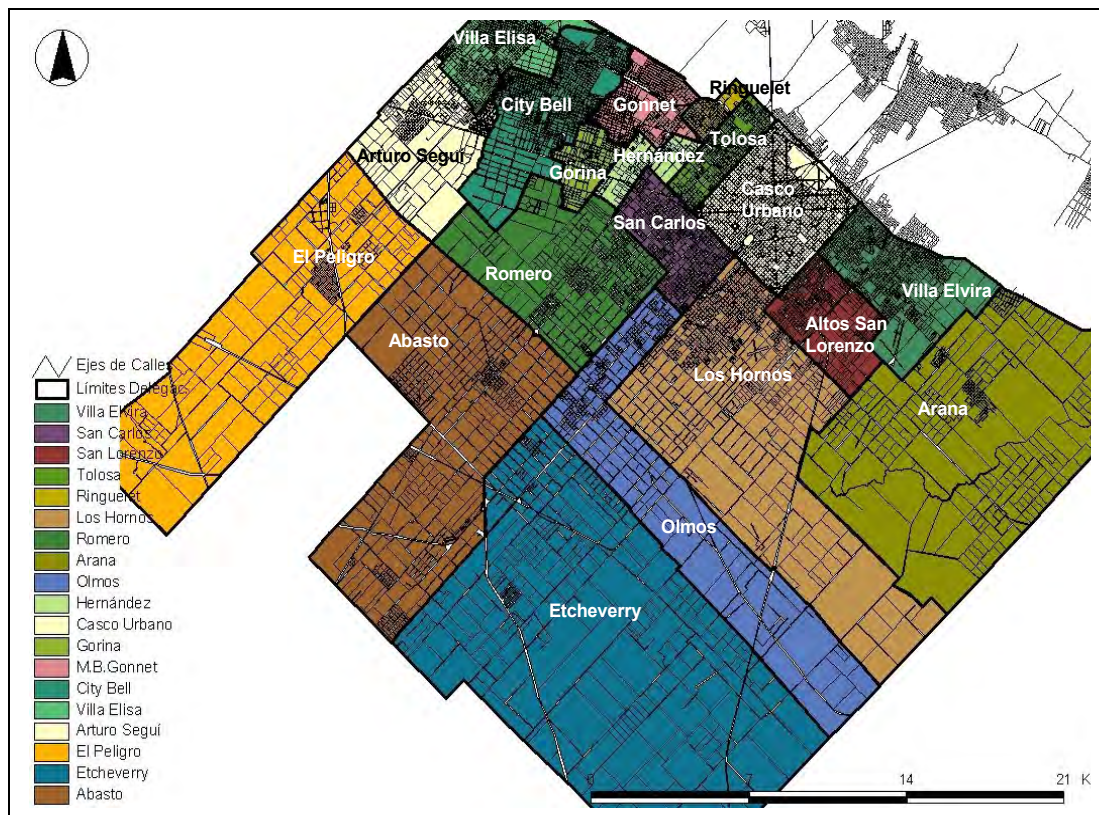 Villa Elisa
City Bell
Gonnet
Ringuelet
Tolosa
Arturo Seguí
Hernández
Gorina
Casco
Urbano
San Carlos
El Peligro
Romero
Villa Elvira
Abasto
Altos San
Lorenzo
Los Hornos
Arana
Olmos
Etcheverry
Ejes de Calles
Límites Delegac
Villa Elvira
San Carlos
San Lorenzo
Tolosa
Ringuelet
Los Hornos
Romero
Arana
Olmos
Hernández
Casco Urbano
Gorina
M.B.Gonnet
City Bell
Villa Elisa
Arturo Seguí
El Peligro
Etcheverry
Abasto
0 7 14 21 K